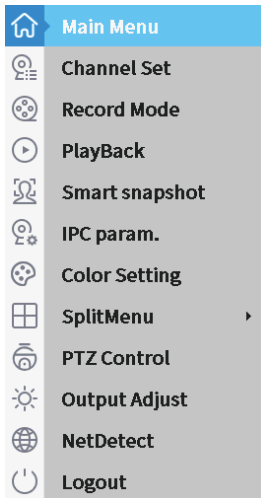 Main Menu
Channel Set
Record Mode
PlayBack
Smart snapshot
IPC param.
Color Setting
SplitMenu
PTZ Control
Output Adjust
NetDetect
Logout